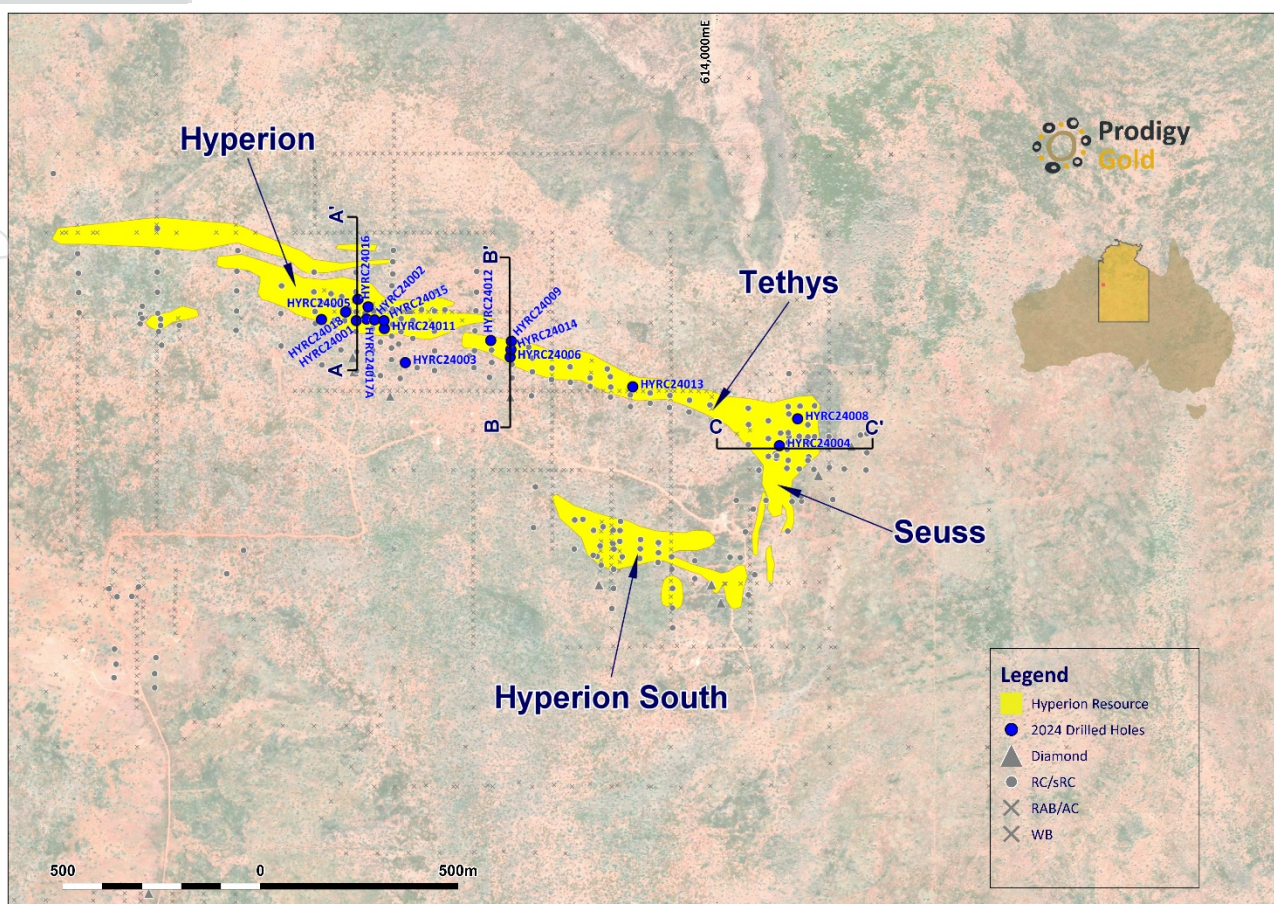 614,000mE
Prodigy
Gold
Hyperion
A'
HYRC24016
HYRC24002
HYRC24005
HYRC24015
HYRC24018
HYRC24001
HYRC24011
HYRC24017A
HYRC24003
A
B'
HYRC24012
HYRC24009
HYRC24014
HYRC24006
B
Tethys
HYRC24013
HYRC24008
C
C'
HYRC24004
Seuss
Hyperion South
Legend
Hyperion Resource
2024 Drilled Holes
Diamond
RC/sRC
RAB/AC
WB
500 0 500m